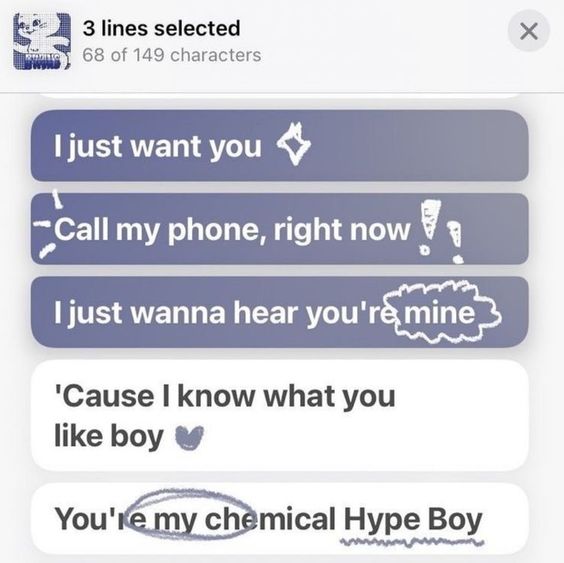 3 lines selected
68 of 149 characters
I just want you
Call my phone, right now !!
I just wanna hear you're mine
'Cause I know what you
like boy
You're my chemical Hype Boy